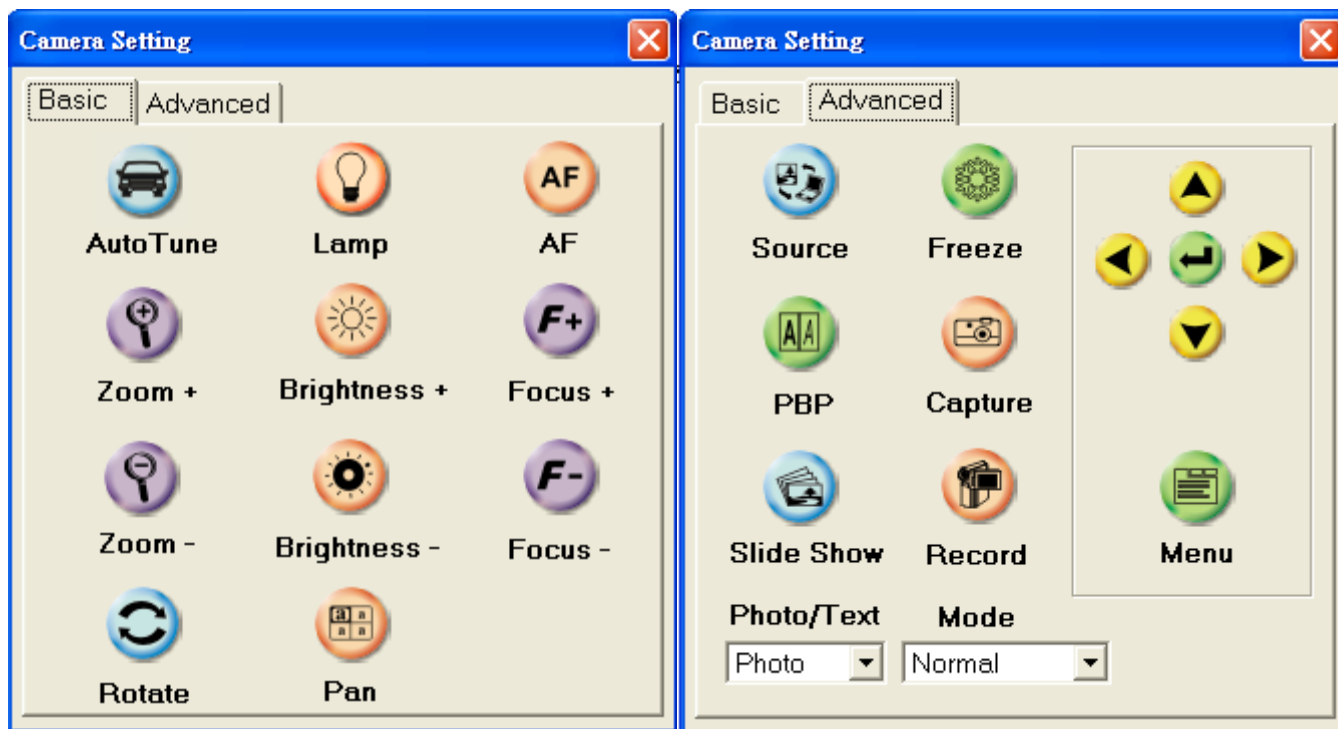 Camera Setting
Basic
Advanced
AutoTune
Lamp
AF
AF
Zoom +
Brightness +
F+
Focus +
Zoom -
Brightness -
F-
Focus -
Rotate
a a
a a
Pan
Camera Setting
Basic
Advanced
Source
Freeze
A A
PBP
Capture
Slide Show
Record
Menu
Photo/Text
Mode
Photo
Normal